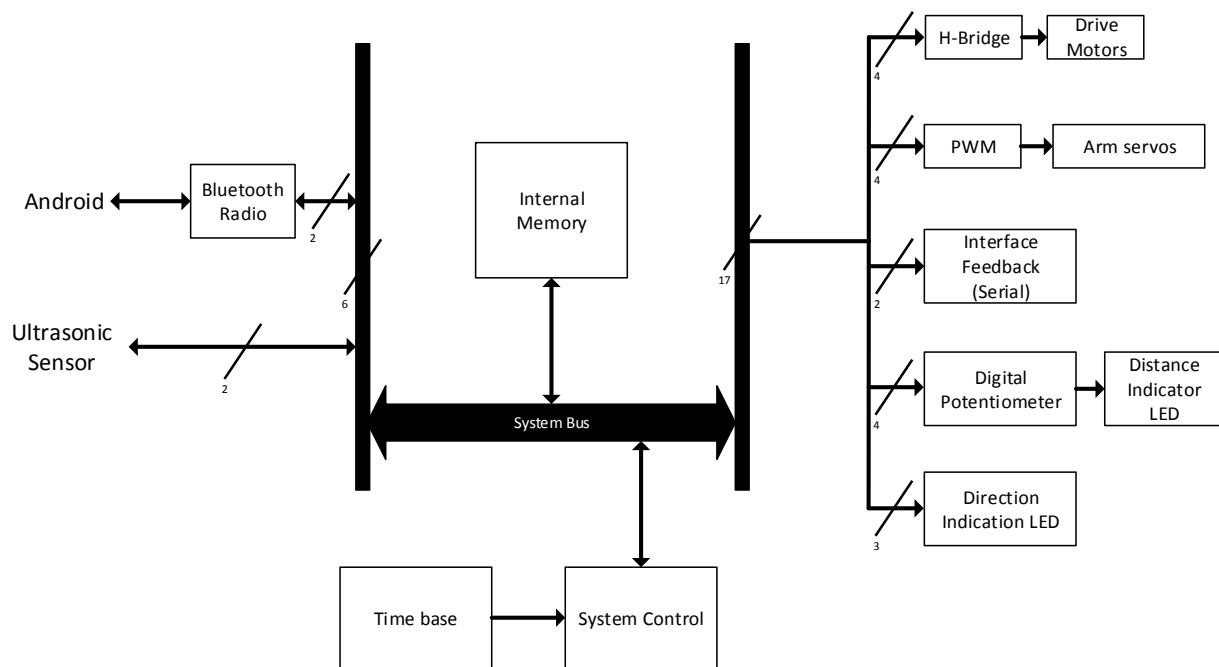 H-Bridge
Drive
Motors
4
PWM
Arm servos
4
Android
Bluetooth
Radio
2
Internal
Memory
Interface
Feedback
(Serial)
2
6
17
Ultrasonic
Sensor
2
System Bus
Digital
Potentiometer
4
Distance
Indicator
LED
Direction
Indication LED
3
Time base
System Control